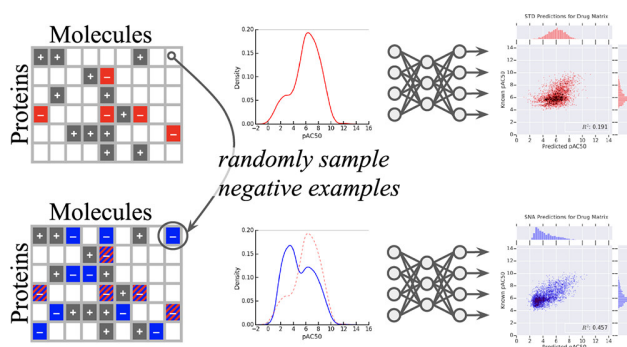 Molecules
Proteins
+ + +
+ −
+ +
− − + −
+ + + −
+ +
Density
0.20
0.15
0.10
0.05
0.00
−2 0 2 4 6 8 10 12 14 16
pAC50
STD Predictions for Drug Matrix
Known pAC50
16
14
12
10
8
6
4
2
0
0 2 4 6 8 10 12 14 16
R²: 0.191
Predicted pAC50
randomly sample
negative examples
Molecules
Proteins
+ + − − −
+ −
+ − − +
− − + −
− + + + − −
− + − +
Density
0.20
0.15
0.10
0.05
0.00
−2 0 2 4 6 8 10 12 14 16
pAC50
SNA Predictions for Drug Matrix
Known pAC50
16
14
12
10
8
6
4
2
0
0 2 4 6 8 10 12 14 16
R²: 0.457
Predicted pAC50